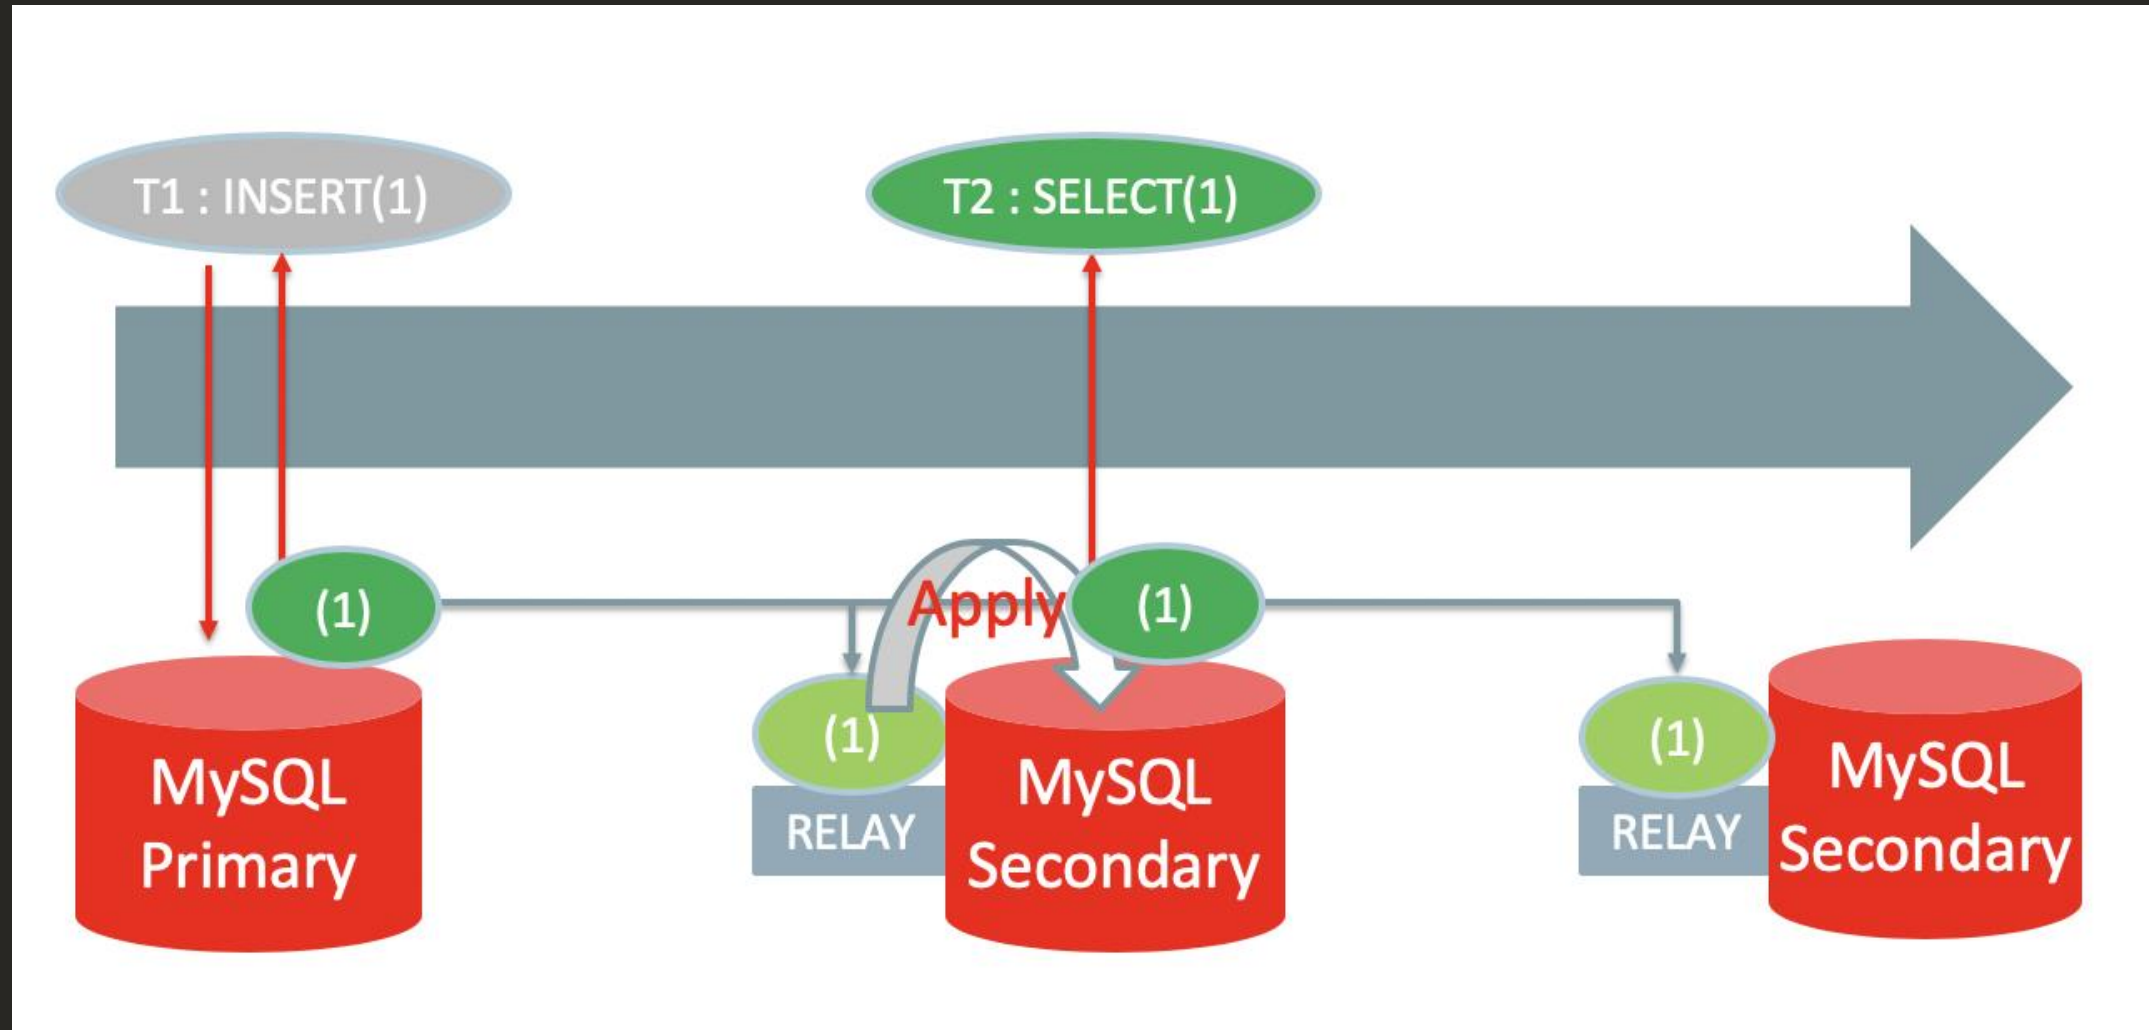 T1 : INSERT(1)
T2 : SELECT(1)
(1)
Apply
(1)
(1)
(1)
MySQL
Primary
RELAY
MySQL
Secondary
RELAY
MySQL
Secondary